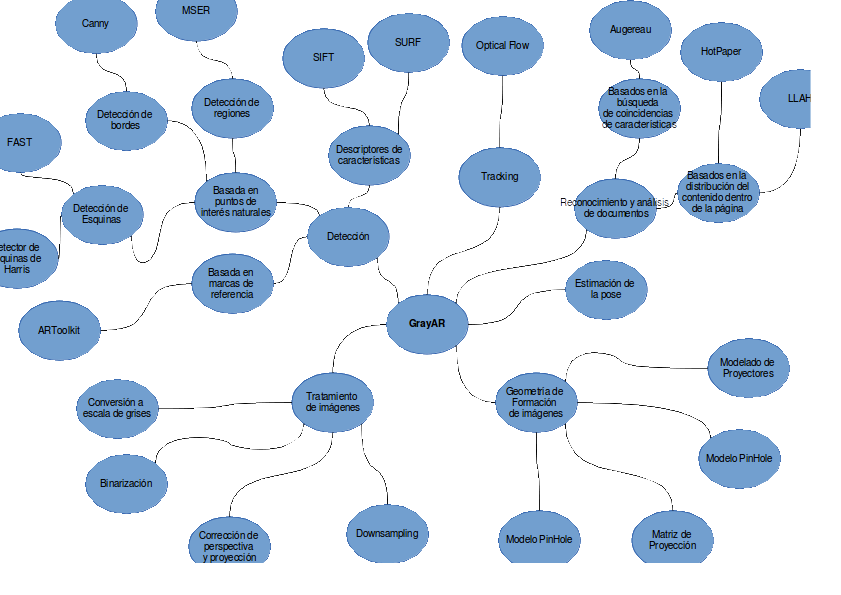 MSER
Canny
SIFT
SURF
Optical Flow
Augereau
HotPaper
LLAH
Detección de
bordes
Detección de
regiones
Basados en la
búsqueda
de coincidencias
de características
FAST
Descriptores de
características
Tracking
Basada en
puntos de
interés naturales
Reconocimiento y análisis
de documentos
Basados en la
distribución del
contenido dentro
de la página
Detección de
Esquinas
Detección
etector de
quinas de
Harris
Basada en
marcas de
referencia
Estimación de
la pose
ARToolkit
GrayAR
Modelado de
Proyectores
Conversión a
escala de grises
Tratamiento
de imágenes
Geometría de
Formación
de imágenes
Modelo PinHole
Binarización
Corrección de
perspectiva
y proyección
Downsampling
Modelo PinHole
Matriz de
Proyección